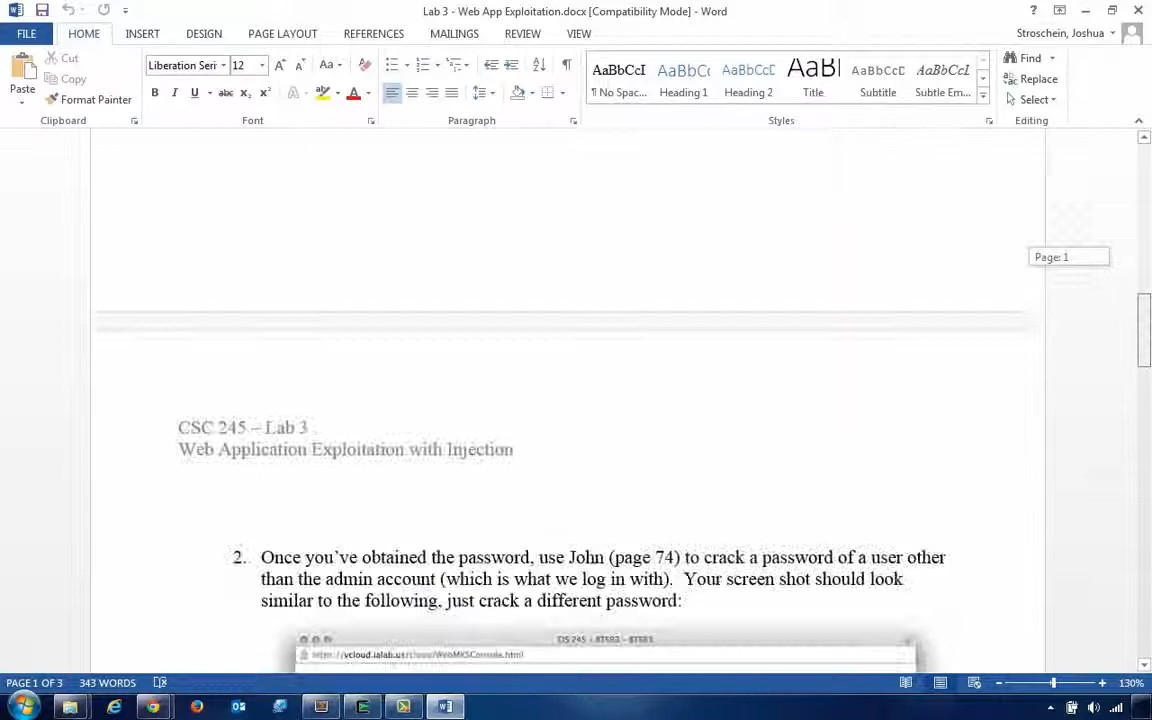 Lab 3 - Web App Exploitation.docx [Compatibility Mode] - Word
FILE HOME INSERT DESIGN PAGE LAYOUT REFERENCES MAILINGS REVIEW VIEW Stroschein, Joshua
Paste
Cut
Copy
Format Painter
Clipboard
Liberation Seri 12
Font
Paragraph
AaBbCcI AaBbCc AaBbCcD AaBl AaBbCcD AaBbCcI
¶ No Spac... Heading 1 Heading 2 Title Subtitle Subtle Em...
Styles
Find
Replace
Select
Editing
Page: 1
CSC 245 – Lab 3
Web Application Exploitation with Injection
2. Once you've obtained the password, use John (page 74) to crack a password of a user other
than the admin account (which is what we log in with). Your screen shot should look
similar to the following, just crack a different password:
vcloud.ialab.us
PAGE 1 OF 3 343 WORDS 130%